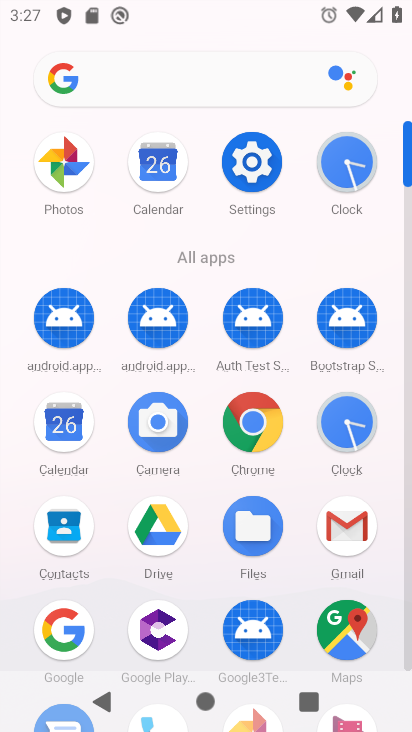 3:27
Photos Calendar Settings Clock
26
All apps
android.app... android.app... Auth Test S... Bootstrap S...
26
Calendar Camera Chrome Clock
Contacts Drive Files Gmail
Google Google Play... Google3Te... Maps